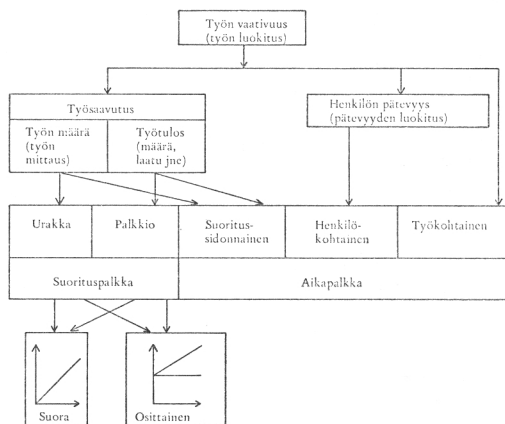 Työn vaativuus
(työn luokitus)
Työsaavutus
Henkilön pätevyys
(pätevyyden luokitus)
Työn määrä
(työn
mittaus)
Työtulos
(määrä,
laatu jne)
Urakka
Palkkio
Suoritus-
sidonnainen
Henkilö-
kohtainen
Työkohtainen
Suorituspalkka
Aikapalkka
Suora
Osittainen